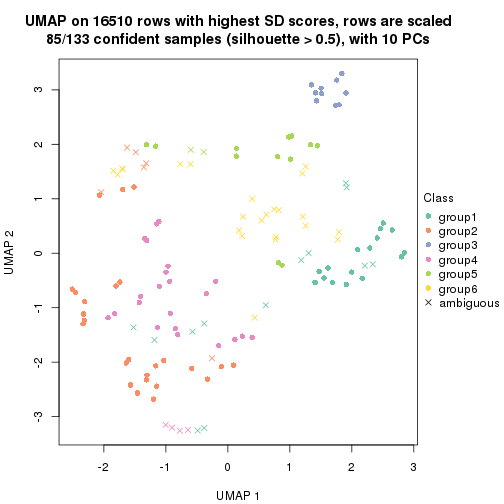 UMAP on 16510 rows with highest SD scores, rows are scaled
85/133 confident samples (silhouette > 0.5), with 10 PCs
3
2
1
0
-1
-2
-3
UMAP 2
-2
-1
0
1
2
3
UMAP 1
Class
group1
group2
group3
group4
group5
group6
ambiguous